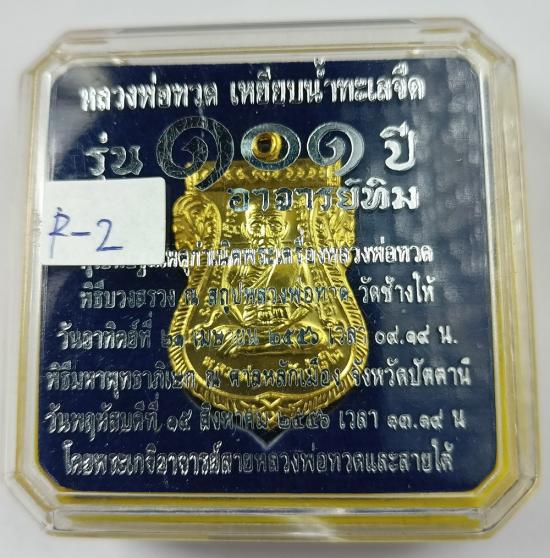 หลวงพ่อทวด เหยียบน้ำทะเลจืด
รุ่น ๑๐๑ ปี
อาจารย์ทิม
R-2
พิธีบวงสรวง ณ สถูปหลวงพ่อทวด วัดช้างให้
วันอาทิตย์ที่ ๒๑ เมษายน ๒๕๕๖ เวลา ๐๙.๑๙ น.
พิธีมหาพุทธาภิเษก ณ ศาลหลักเมือง จังหวัดปัตตานี
วันพฤหัสบดีที่ ๑๕ สิงหาคม ๒๕๕๖ เวลา ๑๓.๑๙ น
โดยพระเกจิอาจารย์สายหลวงพ่อทวดและสายใต้